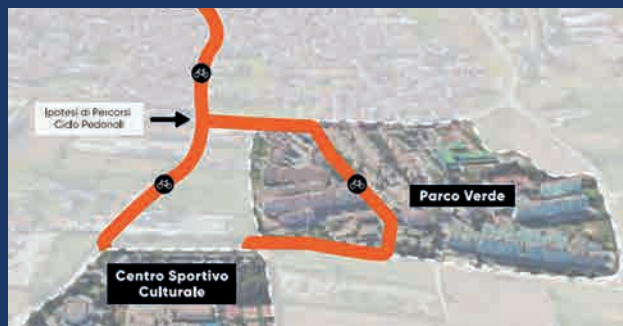 Ipotesi di Percorsi
Ciclo Pedonali
Parco Verde
Centro Sportivo
Culturale